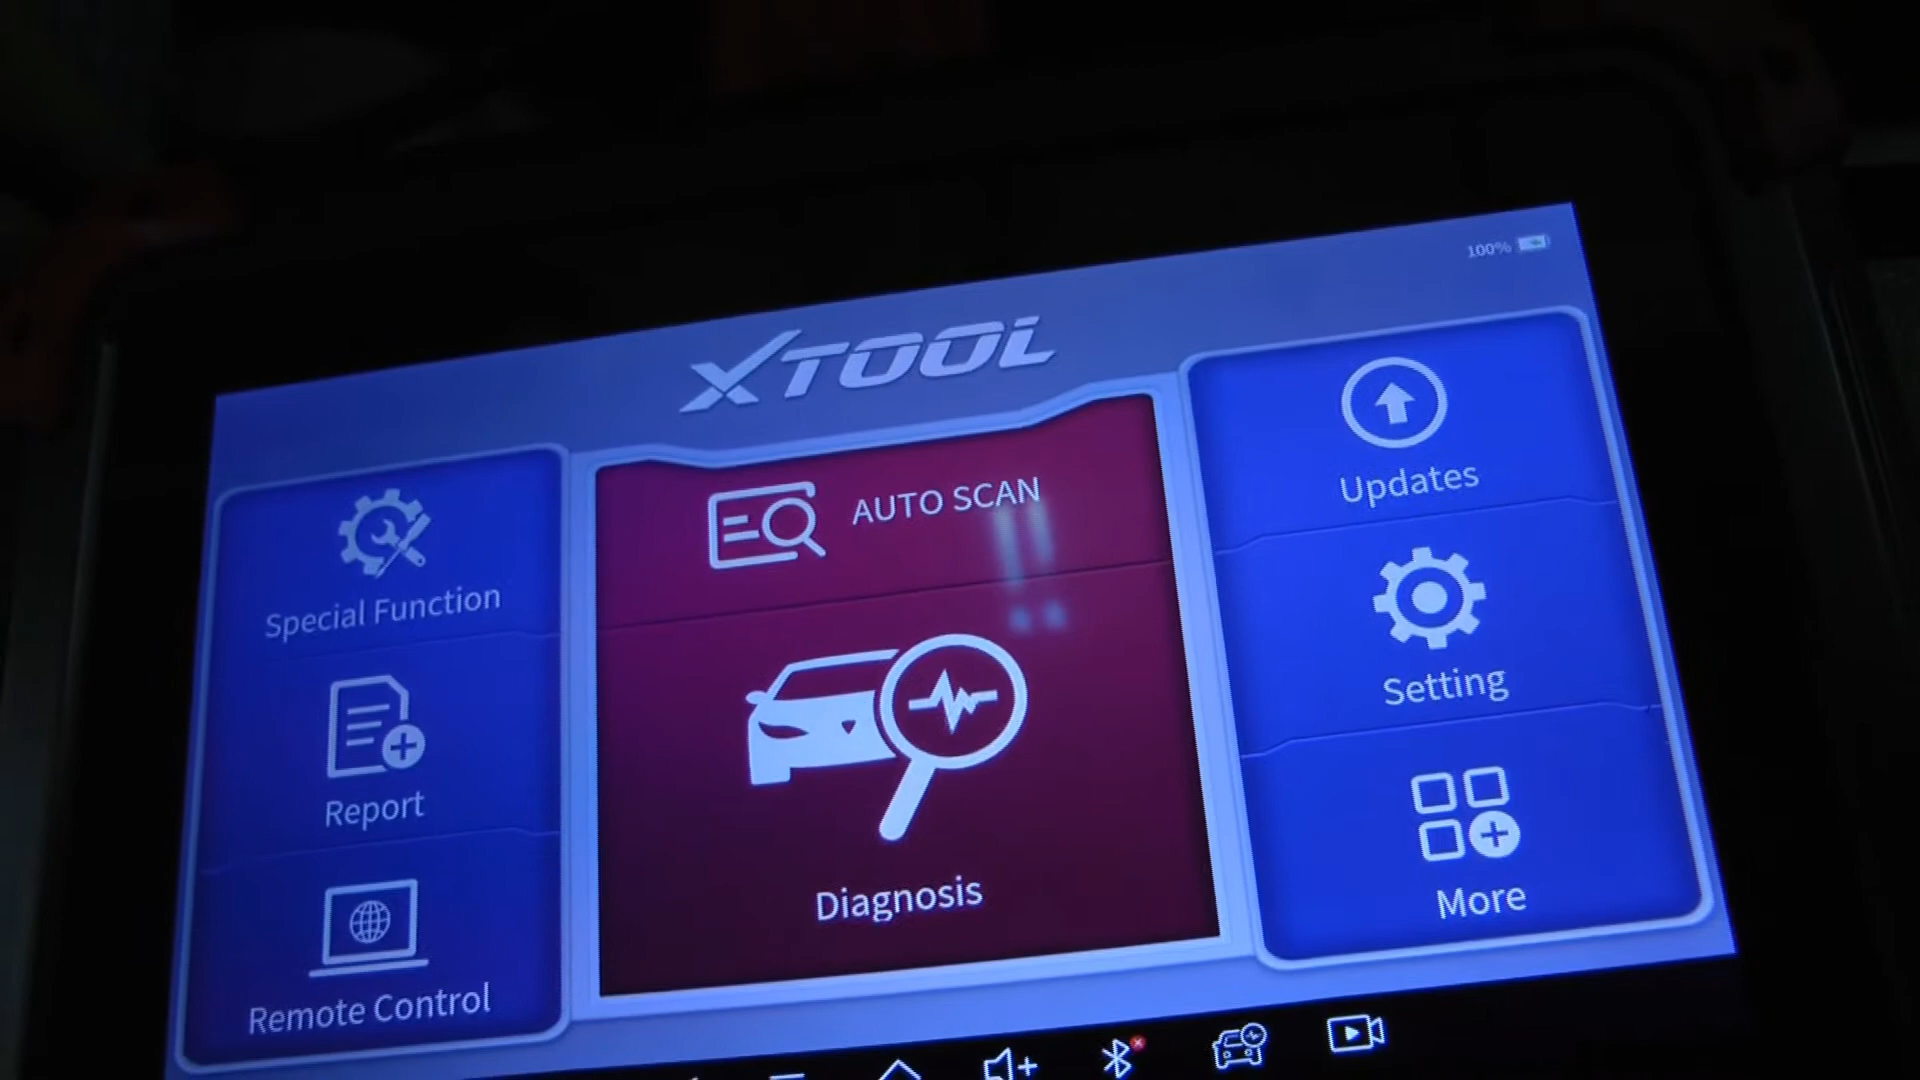 100%
XTOOL
AUTO SCAN
Special Function
Report
Remote Control
Diagnosis
Updates
Setting
More